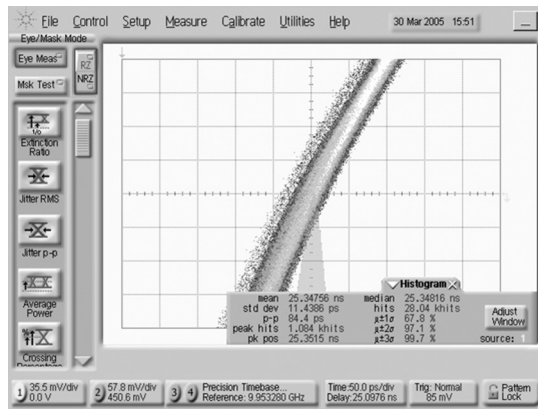 File Control Setup Measure Calibrate Utilities Help 30 Mar 2005 15:51
Eye/Mask Mode
Eye Meas
RZ
NRZ
Msk Test
Extinction
Ratio
Jitter RMS
Jitter p-p
Average
Power
Crossing
Percentage
Histogram
mean 25.34756 ns median 25.34816 ns
std dev 11.4386 ps hits 28.04 khits
p-p 84.4 ps μ±1σ 67.8 %
peak hits 1.084 khits μ±2σ 97.1 %
pk pos 25.3515 ns μ±3σ 99.7 %
Adjust
Window
source: 1
1 35.5 mV/div
0.0 V
2 57.8 mV/div
450.6 mV
3 4 Precision Timebase...
Reference: 9.953280 GHz
Time:50.0 ps/div
Delay:25.0976 ns
Trig: Normal
85 mV
Pattern
Lock